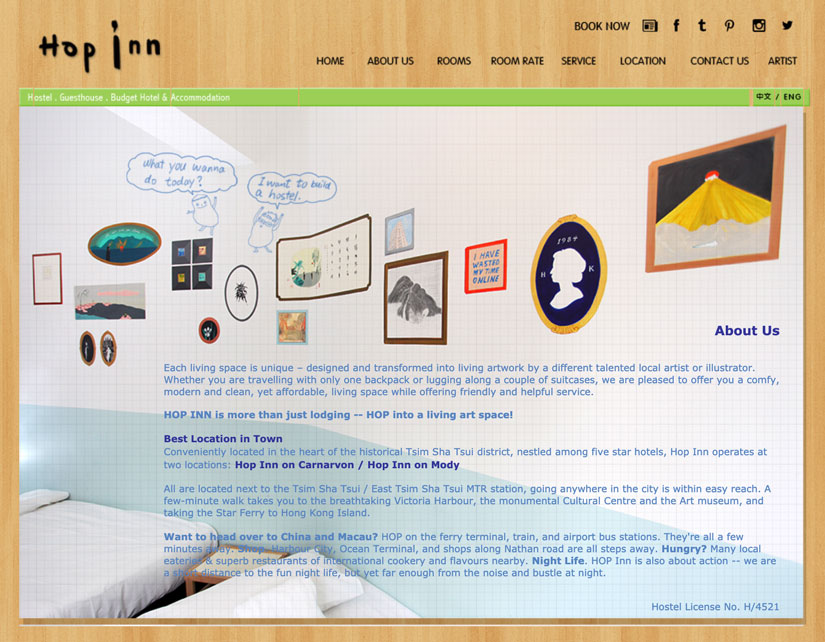 Hop inn
BOOK NOW
HOME ABOUT US ROOMS ROOM RATE SERVICE LOCATION CONTACT US ARTIST
Hostel . Guesthouse . Budget Hotel & Accommodation
中文 / ENG
What you wanna
do today?
I want to build
a hostel.
I HAVE
WASTED
MY TIME
ONLINE
1984
H K
About Us
Each living space is unique – designed and transformed into living artwork by a different talented local artist or illustrator.
Whether you are travelling with only one backpack or lugging along a couple of suitcases, we are pleased to offer you a comfy,
modern and clean, yet affordable, living space while offering friendly and helpful service.
HOP INN is more than just lodging -- HOP into a living art space!
Best Location in Town
Conveniently located in the heart of the historical Tsim Sha Tsui district, nestled among five star hotels, Hop Inn operates at
two locations: Hop Inn on Carnarvon / Hop Inn on Mody
All are located next to the Tsim Sha Tsui / East Tsim Sha Tsui MTR station, going anywhere in the city is within easy reach. A
few-minute walk takes you to the breathtaking Victoria Harbour, the monumental Cultural Centre and the Art museum, and
taking the Star Ferry to Hong Kong Island.
Want to head over to China and Macau? HOP on the ferry terminal, train, and airport bus stations. They're all a few
minutes away. Shop. Harbour City, Ocean Terminal, and shops along Nathan road are all steps away. Hungry? Many local
eateries & superb restaurants of international cookery and flavours nearby. Night Life. HOP Inn is also about action -- we are
a short distance to the fun night life, but yet far enough from the noise and bustle at night.
Hostel License No. H/4521